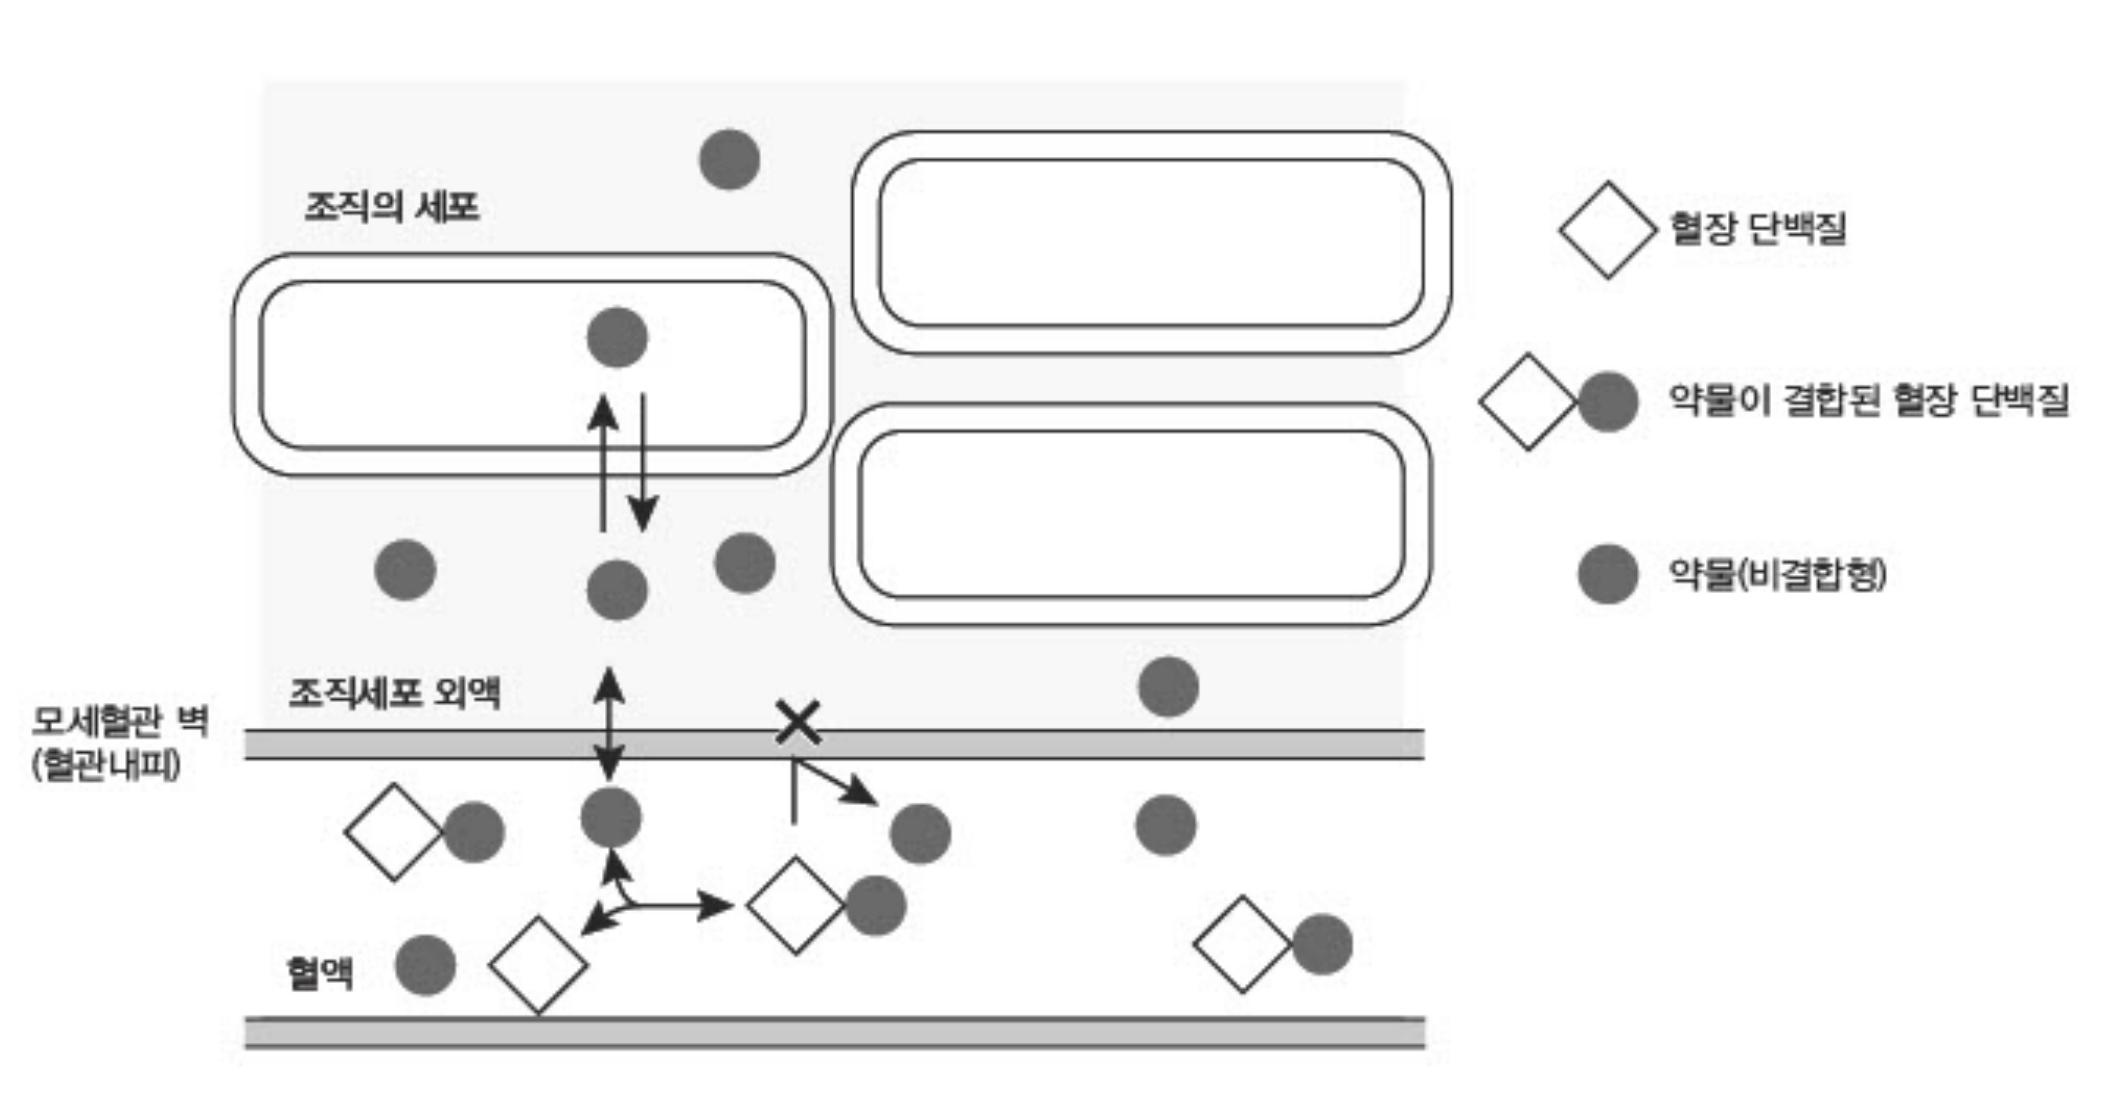 조직의 세포
혈장 단백질
약물이 결합된 혈장 단백질
약물(비결합형)
조직세포 외액
모세혈관 벽
(혈관내피)
혈액